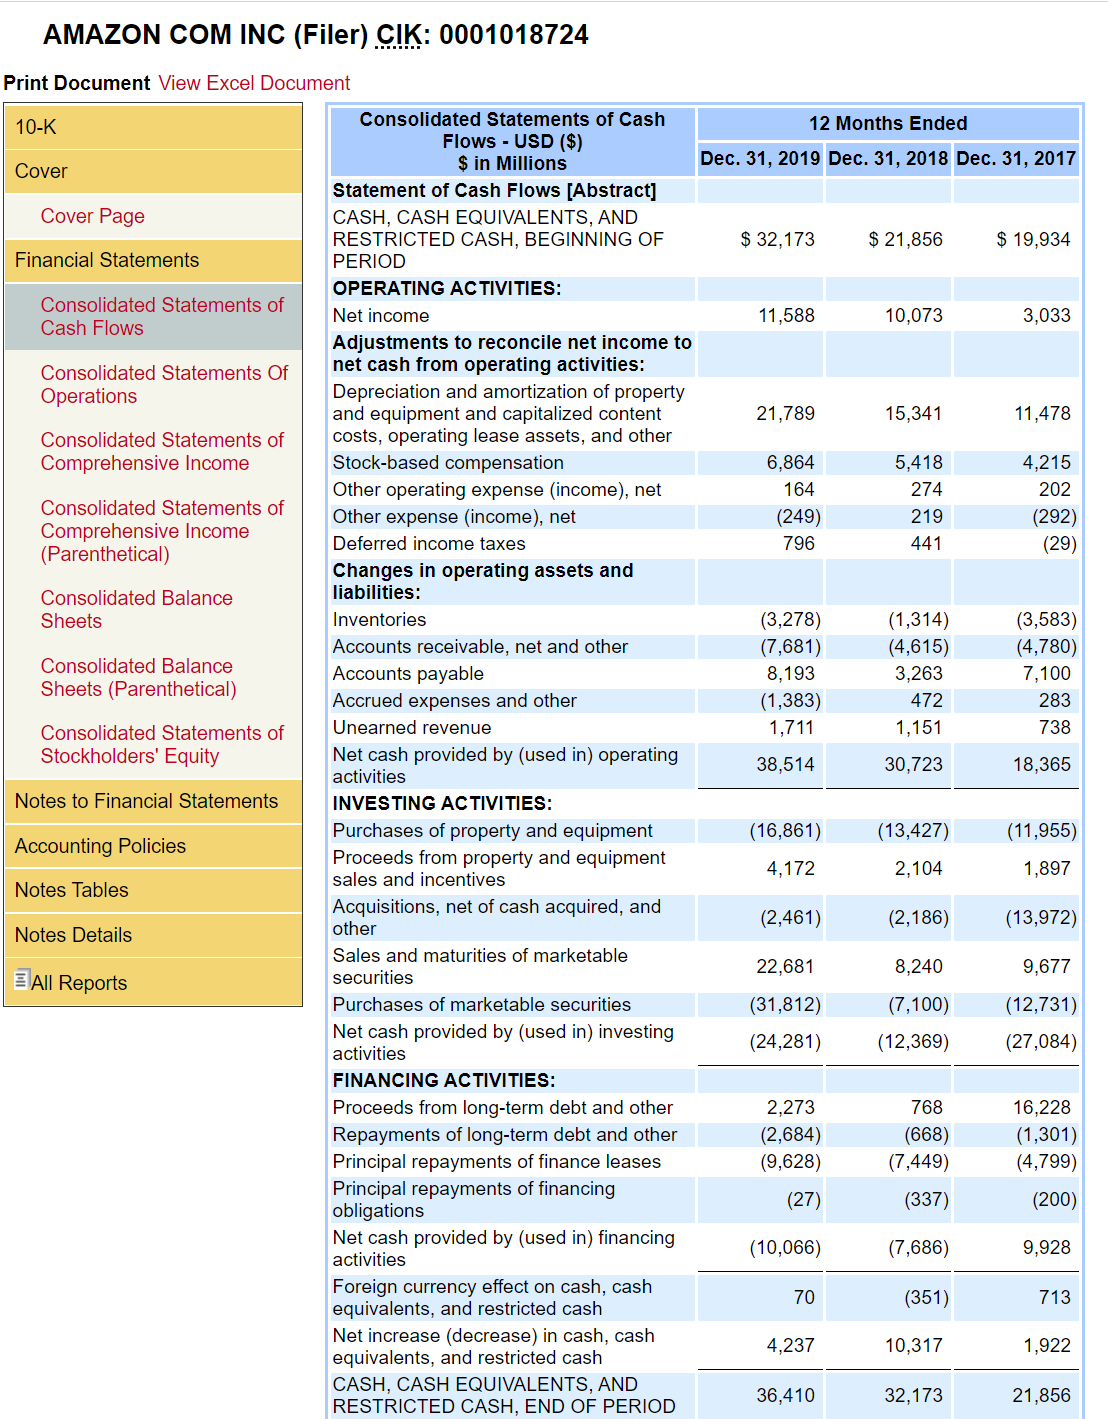 AMAZON COM INC (Filer) CIK: 0001018724
Print Document View Excel Document
10-K
Cover
Cover Page
Financial Statements
Consolidated Statements of
Cash Flows
Consolidated Statements Of
Operations
Consolidated Statements of
Comprehensive Income
Consolidated Statements of
Comprehensive Income
(Parenthetical)
Consolidated Balance
Sheets
Consolidated Balance
Sheets (Parenthetical)
Consolidated Statements of
Stockholders' Equity
Notes to Financial Statements
Accounting Policies
Notes Tables
Notes Details
All Reports
Consolidated Statements of Cash
Flows - USD ($)
$ in Millions
12 Months Ended
Dec. 31, 2019 Dec. 31, 2018 Dec. 31, 2017
Statement of Cash Flows [Abstract]
CASH, CASH EQUIVALENTS, AND
RESTRICTED CASH, BEGINNING OF
PERIOD
$ 32,173 $ 21,856 $ 19,934
OPERATING ACTIVITIES:
Net income 11,588 10,073 3,033
Adjustments to reconcile net income to
net cash from operating activities:
Depreciation and amortization of property
and equipment and capitalized content
costs, operating lease assets, and other
21,789 15,341 11,478
Stock-based compensation 6,864 5,418 4,215
Other operating expense (income), net 164 274 202
Other expense (income), net (249) 219 (292)
Deferred income taxes 796 441 (29)
Changes in operating assets and
liabilities:
Inventories (3,278) (1,314) (3,583)
Accounts receivable, net and other (7,681) (4,615) (4,780)
Accounts payable 8,193 3,263 7,100
Accrued expenses and other (1,383) 472 283
Unearned revenue 1,711 1,151 738
Net cash provided by (used in) operating
activities
38,514 30,723 18,365
INVESTING ACTIVITIES:
Purchases of property and equipment (16,861) (13,427) (11,955)
Proceeds from property and equipment
sales and incentives
4,172 2,104 1,897
Acquisitions, net of cash acquired, and
other
(2,461) (2,186) (13,972)
Sales and maturities of marketable
securities
22,681 8,240 9,677
Purchases of marketable securities (31,812) (7,100) (12,731)
Net cash provided by (used in) investing
activities
(24,281) (12,369) (27,084)
FINANCING ACTIVITIES:
Proceeds from long-term debt and other 2,273 768 16,228
Repayments of long-term debt and other (2,684) (668) (1,301)
Principal repayments of finance leases (9,628) (7,449) (4,799)
Principal repayments of financing
obligations
(27) (337) (200)
Net cash provided by (used in) financing
activities
(10,066) (7,686) 9,928
Foreign currency effect on cash, cash
equivalents, and restricted cash
70 (351) 713
Net increase (decrease) in cash, cash
equivalents, and restricted cash
4,237 10,317 1,922
CASH, CASH EQUIVALENTS, AND
RESTRICTED CASH, END OF PERIOD
36,410 32,173 21,856